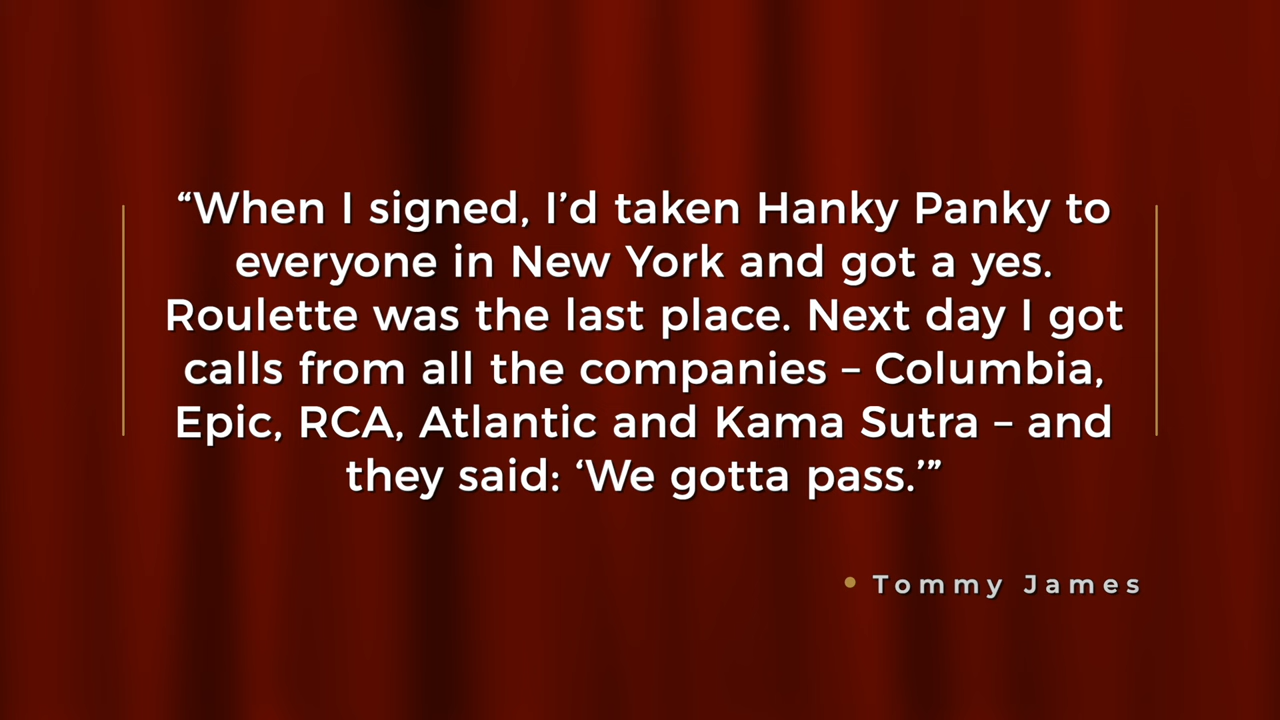 “When I signed, I’d taken Hanky Panky to
everyone in New York and got a yes.
Roulette was the last place. Next day I got
calls from all the companies – Columbia,
Epic, RCA, Atlantic and Kama Sutra – and
they said: ‘We gotta pass.’”
Tommy James